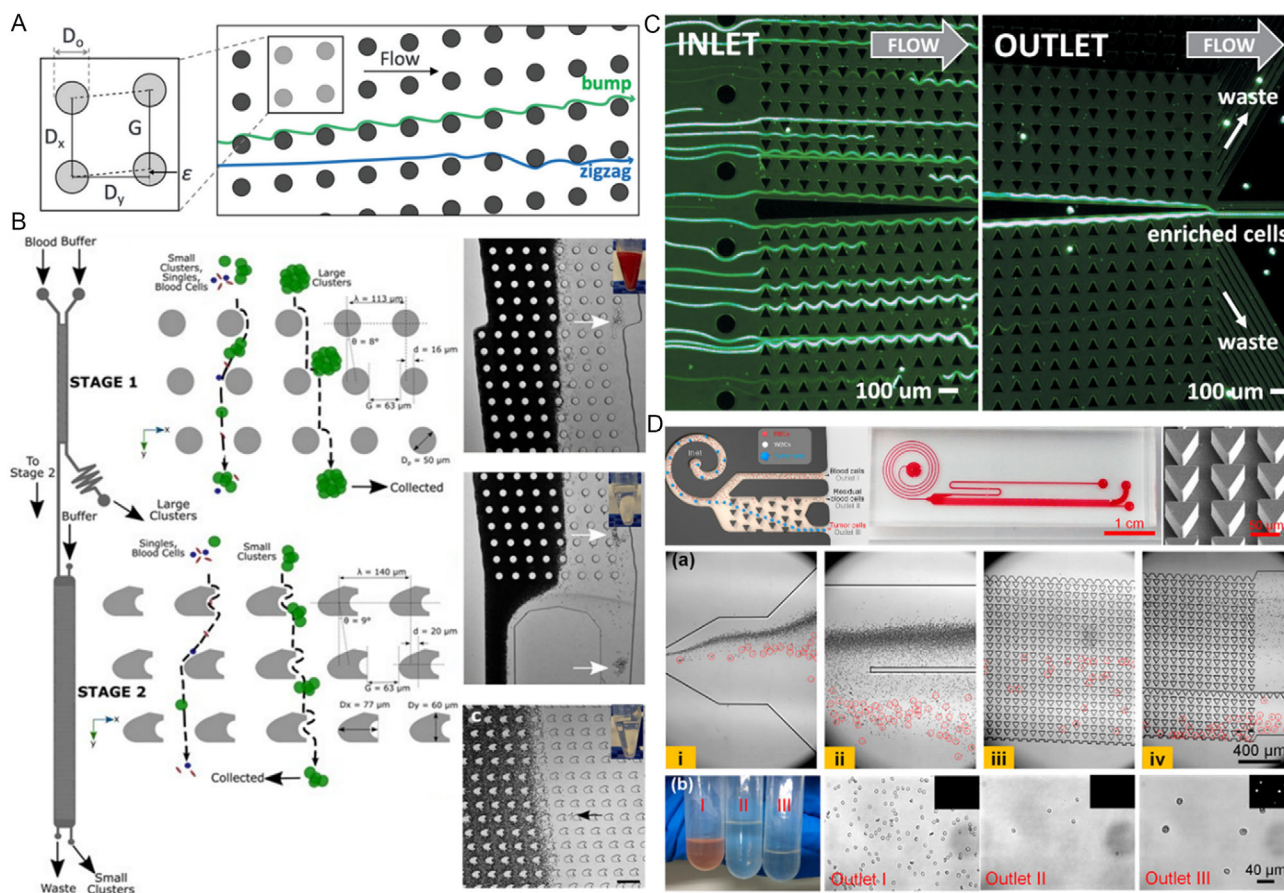 A
D₀
Dₓ
G
Dᵧ
ε
Flow
bump
zigzag
B
Blood
Buffer
STAGE 1
To
Stage 2
Buffer
Large
Clusters
STAGE 2
Waste
Small
Clusters
Small
Clusters,
Singles,
Blood Cells
Large
Clusters
λ = 113 μm
θ = 8°
d = 16 μm
G = 63 μm
Dₚ = 50 μm
x
y
Collected
Singles,
Blood Cells
Small
Clusters
λ = 140 μm
θ = 9°
d = 20 μm
G = 63 μm
Dx = 77 μm
Dy = 60 μm
x
y
Collected
c
C
INLET
FLOW
100 um
OUTLET
FLOW
waste
enriched cells
waste
100 um
D
Inlet
WBCs
Blood cells
Outlet I
Residual
blood cells
Outlet II
Tumor cells
Outlet III
1 cm
50 μm
(a)
i
ii
iii
iv
400 μm
(b)
I
II
III
Outlet I
Outlet II
Outlet III
40 μm